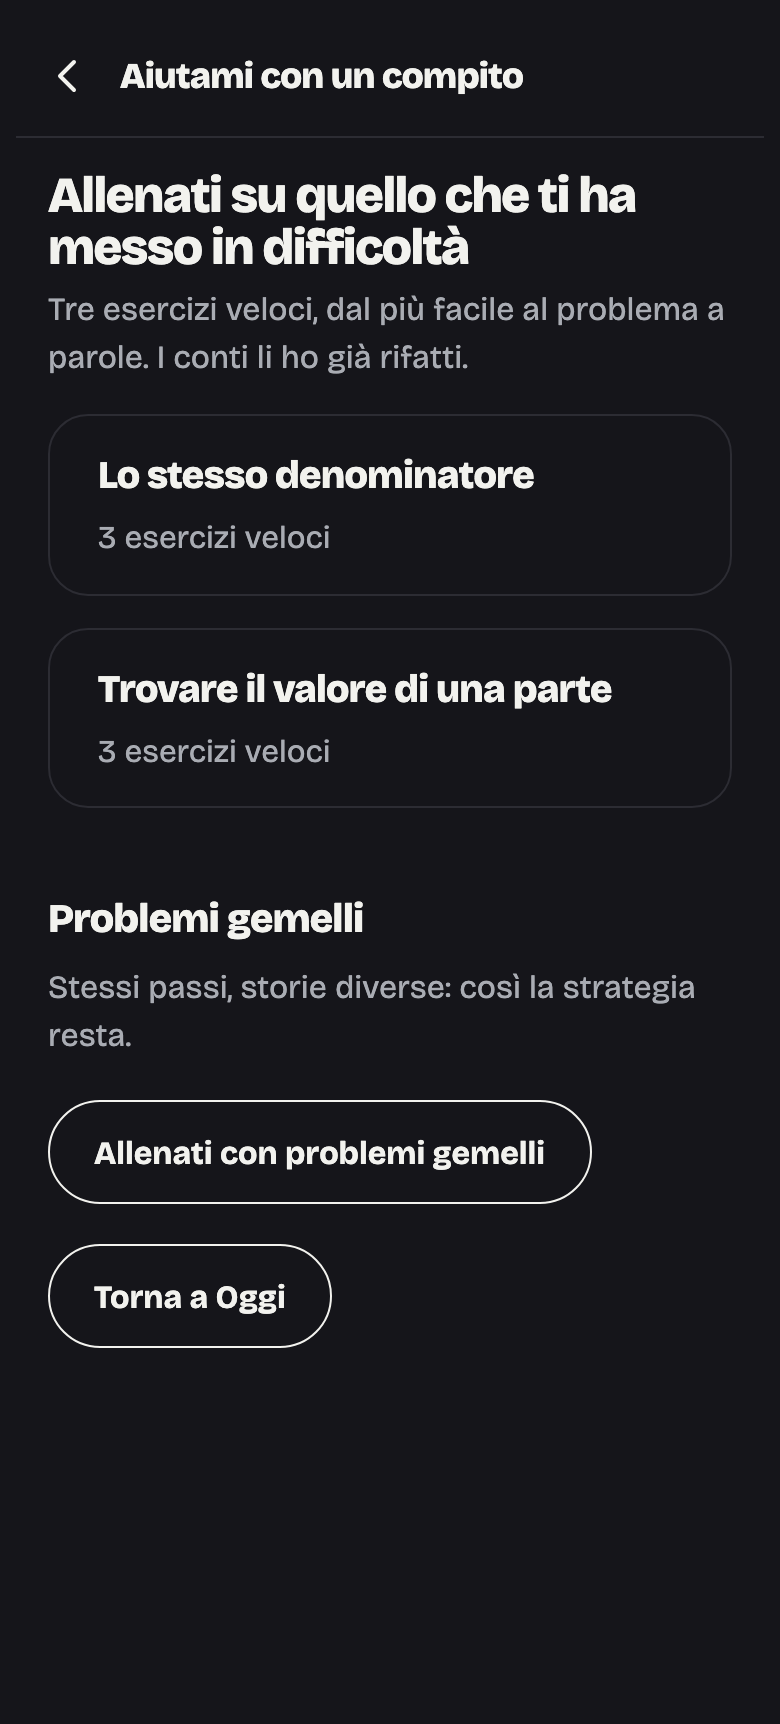 Aiutami con un compito
Allenati su quello che ti ha
messo in difficoltà
Tre esercizi veloci, dal più facile al problema a
parole. I conti li ho già rifatti.
Lo stesso denominatore
3 esercizi veloci
Trovare il valore di una parte
3 esercizi veloci
Problemi gemelli
Stessi passi, storie diverse: così la strategia
resta.
Allenati con problemi gemelli
Torna a Oggi